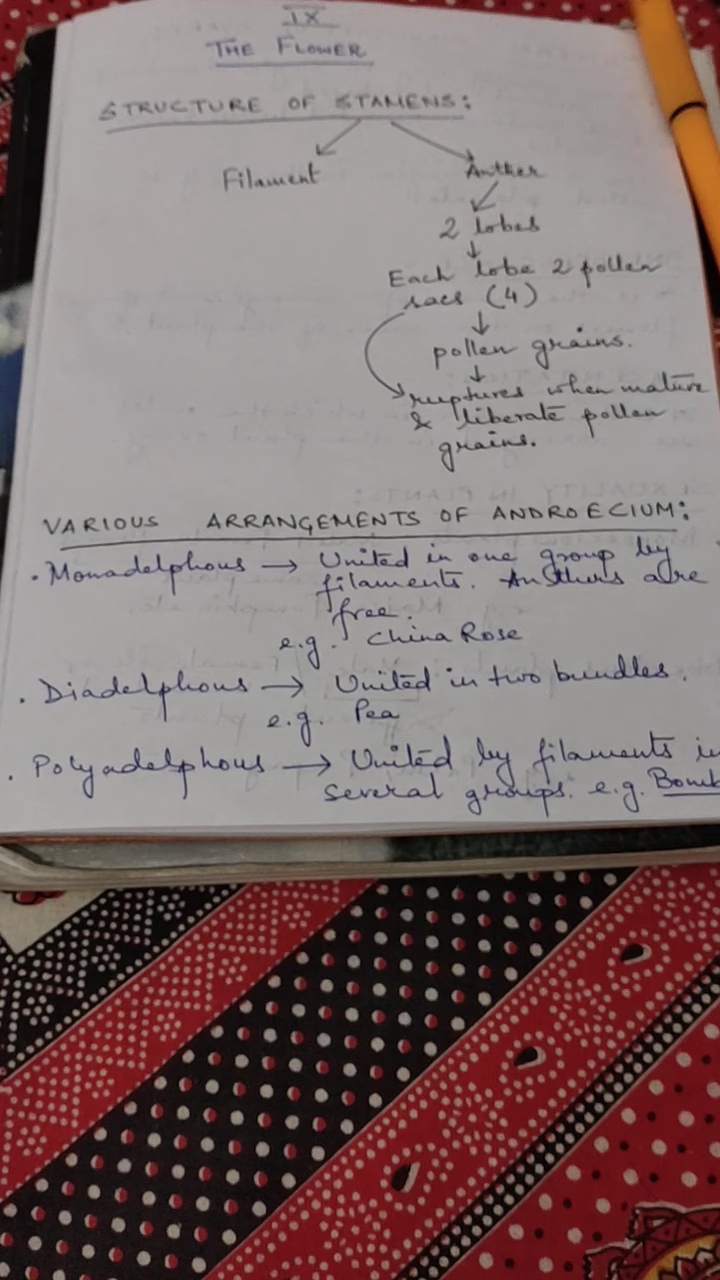 IX
THE FLOWER
STRUCTURE OF STAMENS:
Filament Anther
2 lobes
Each lobe 2 pollen
sacs (4)
pollen grains.
ruptures when mature
& liberate pollen
grains.
VARIOUS ARRANGEMENTS OF ANDROECIUM:
. Monadelphous → United in one group by
filaments. Anthers are
free.
e.g. China Rose
. Diadelphous → United in two bundles.
e.g. Pea
. Polyadelphous → United by filaments in
several groups. e.g. Bomb